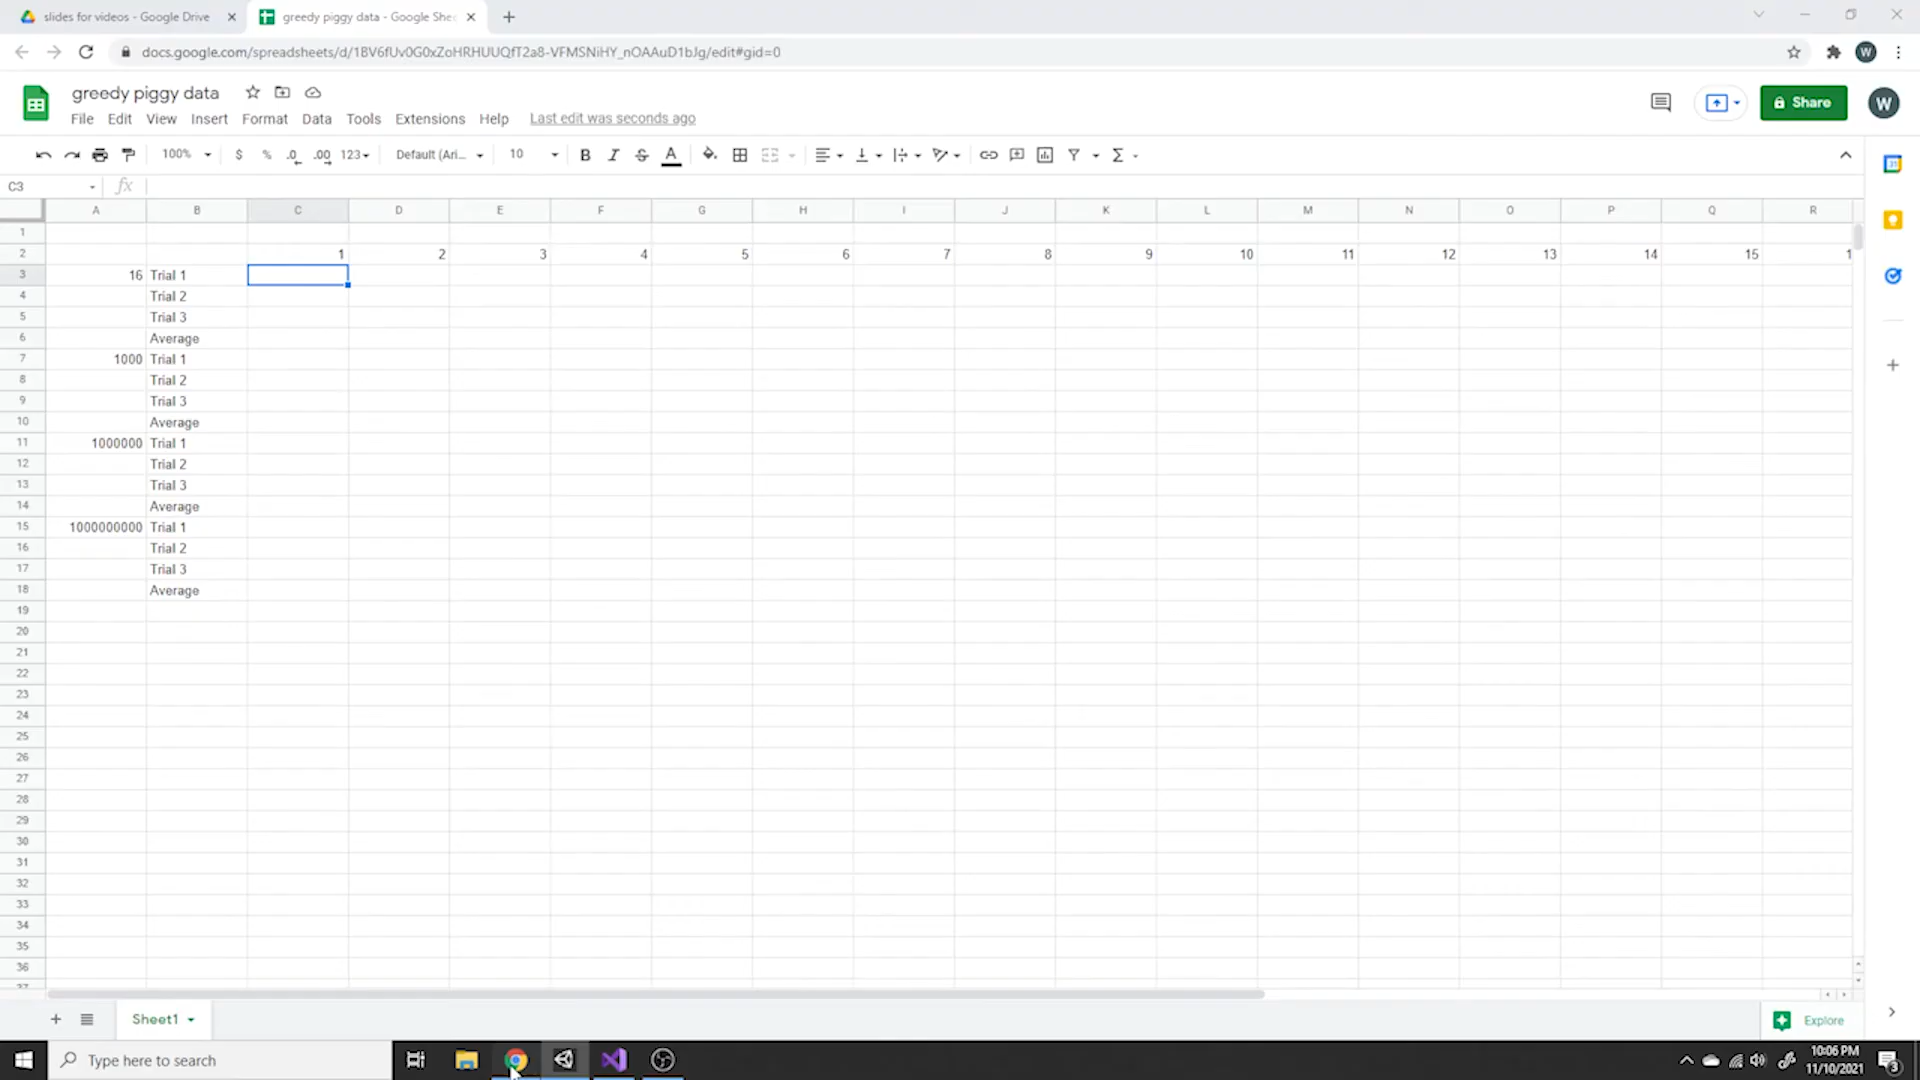 slides for videos - Google Drive
greedy piggy data - Google She
docs.google.com/spreadsheets/d/1BV6fUv0G0xZoHRHUUQfT2a8-VFMSNiHY_nOAAuD1bJg/edit#gid=0
W
greedy piggy data
Share
W
File Edit View Insert Format Data Tools Extensions Help Last edit was seconds ago
100% $ % .0 .00 123 Default (Ari... 10 B I S A Σ
C3 fx
A B C D E F G H I J K L M N O P Q R
1
2 1 2 3 4 5 6 7 8 9 10 11 12 13 14 15 1
3 16 Trial 1
4 Trial 2
5 Trial 3
6 Average
7 1000 Trial 1
8 Trial 2
9 Trial 3
10 Average
11 1000000 Trial 1
12 Trial 2
13 Trial 3
14 Average
15 1000000000 Trial 1
16 Trial 2
17 Trial 3
18 Average
19
20
21
22
23
24
25
26
27
28
29
30
31
32
33
34
35
36
37
Sheet1
Explore
Type here to search
10:06 PM
11/10/2021
3